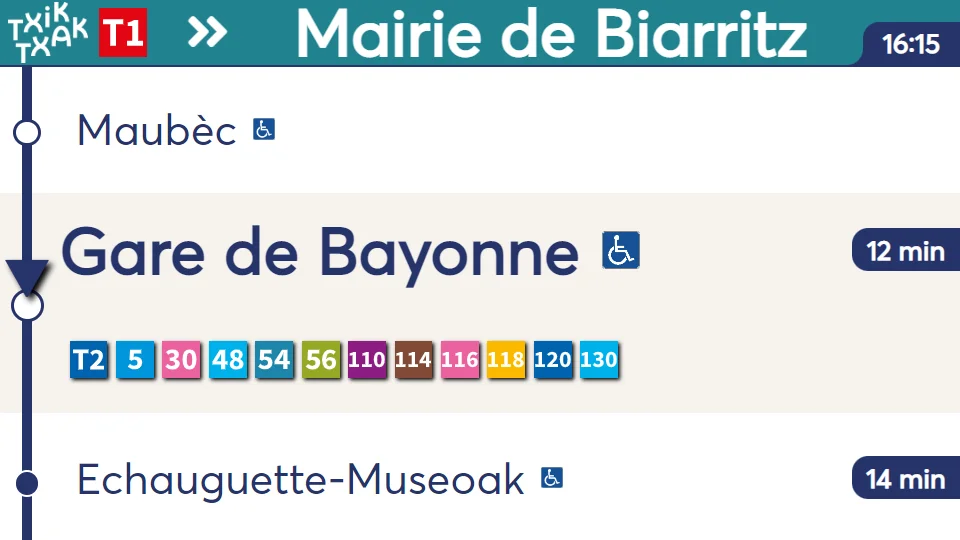 TXIK TXAK T1 >> Mairie de Biarritz 16:15
Maubèc
Gare de Bayonne 12 min
T2 5 30 48 54 56 110 114 116 118 120 130
Echauguette-Museoak 14 min